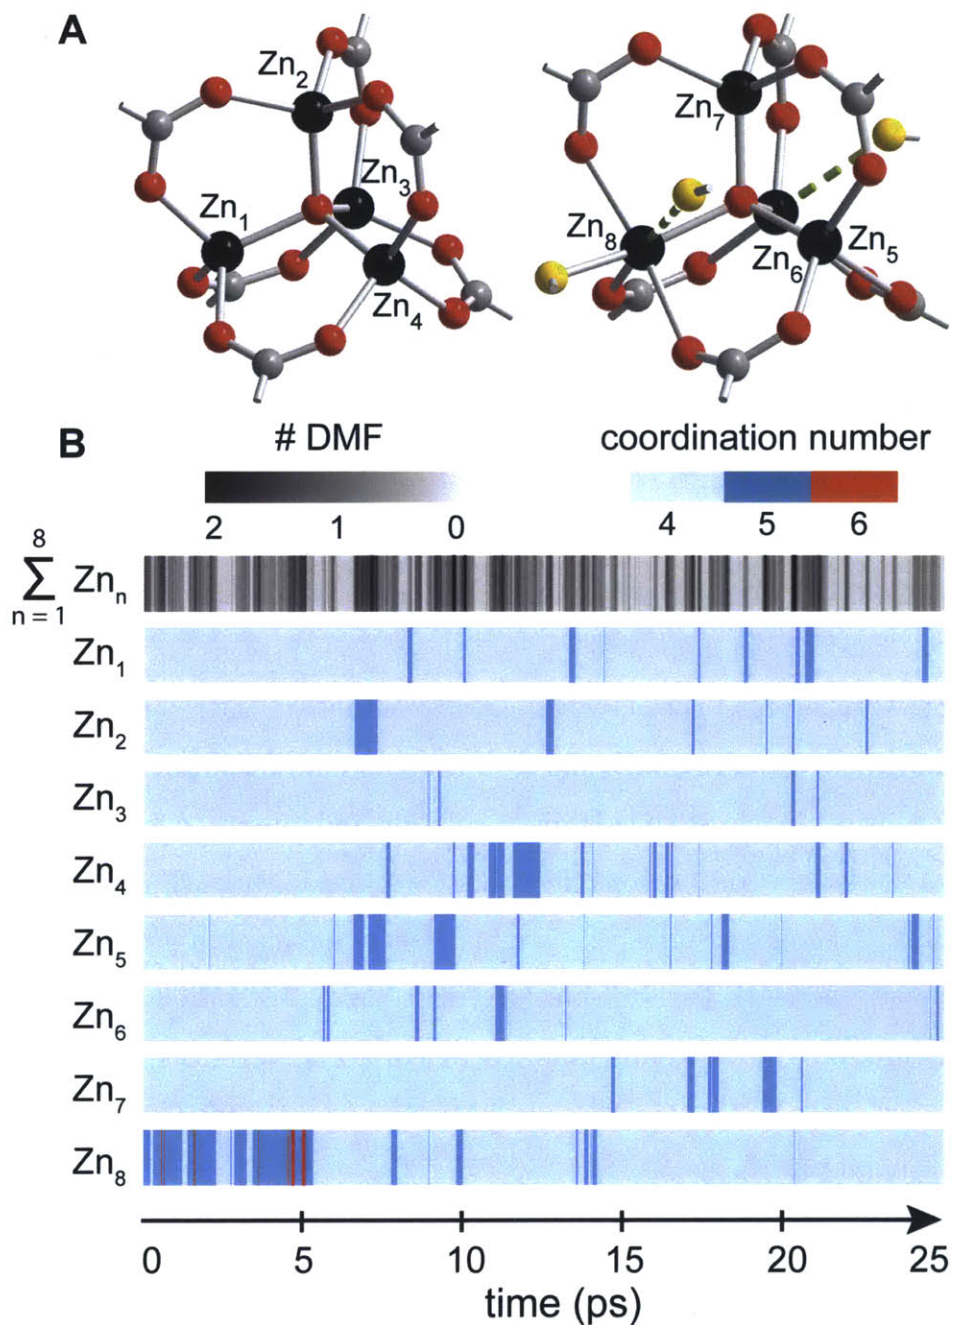 A
Zn2
Zn3
Zn1
Zn4
Zn7
Zn8
Zn6
Zn5
B
# DMF
coordination number
2 1 0
4 5 6
8
∑ Znn
n = 1
Zn1
Zn2
Zn3
Zn4
Zn5
Zn6
Zn7
Zn8
0 5 10 15 20 25
time (ps)